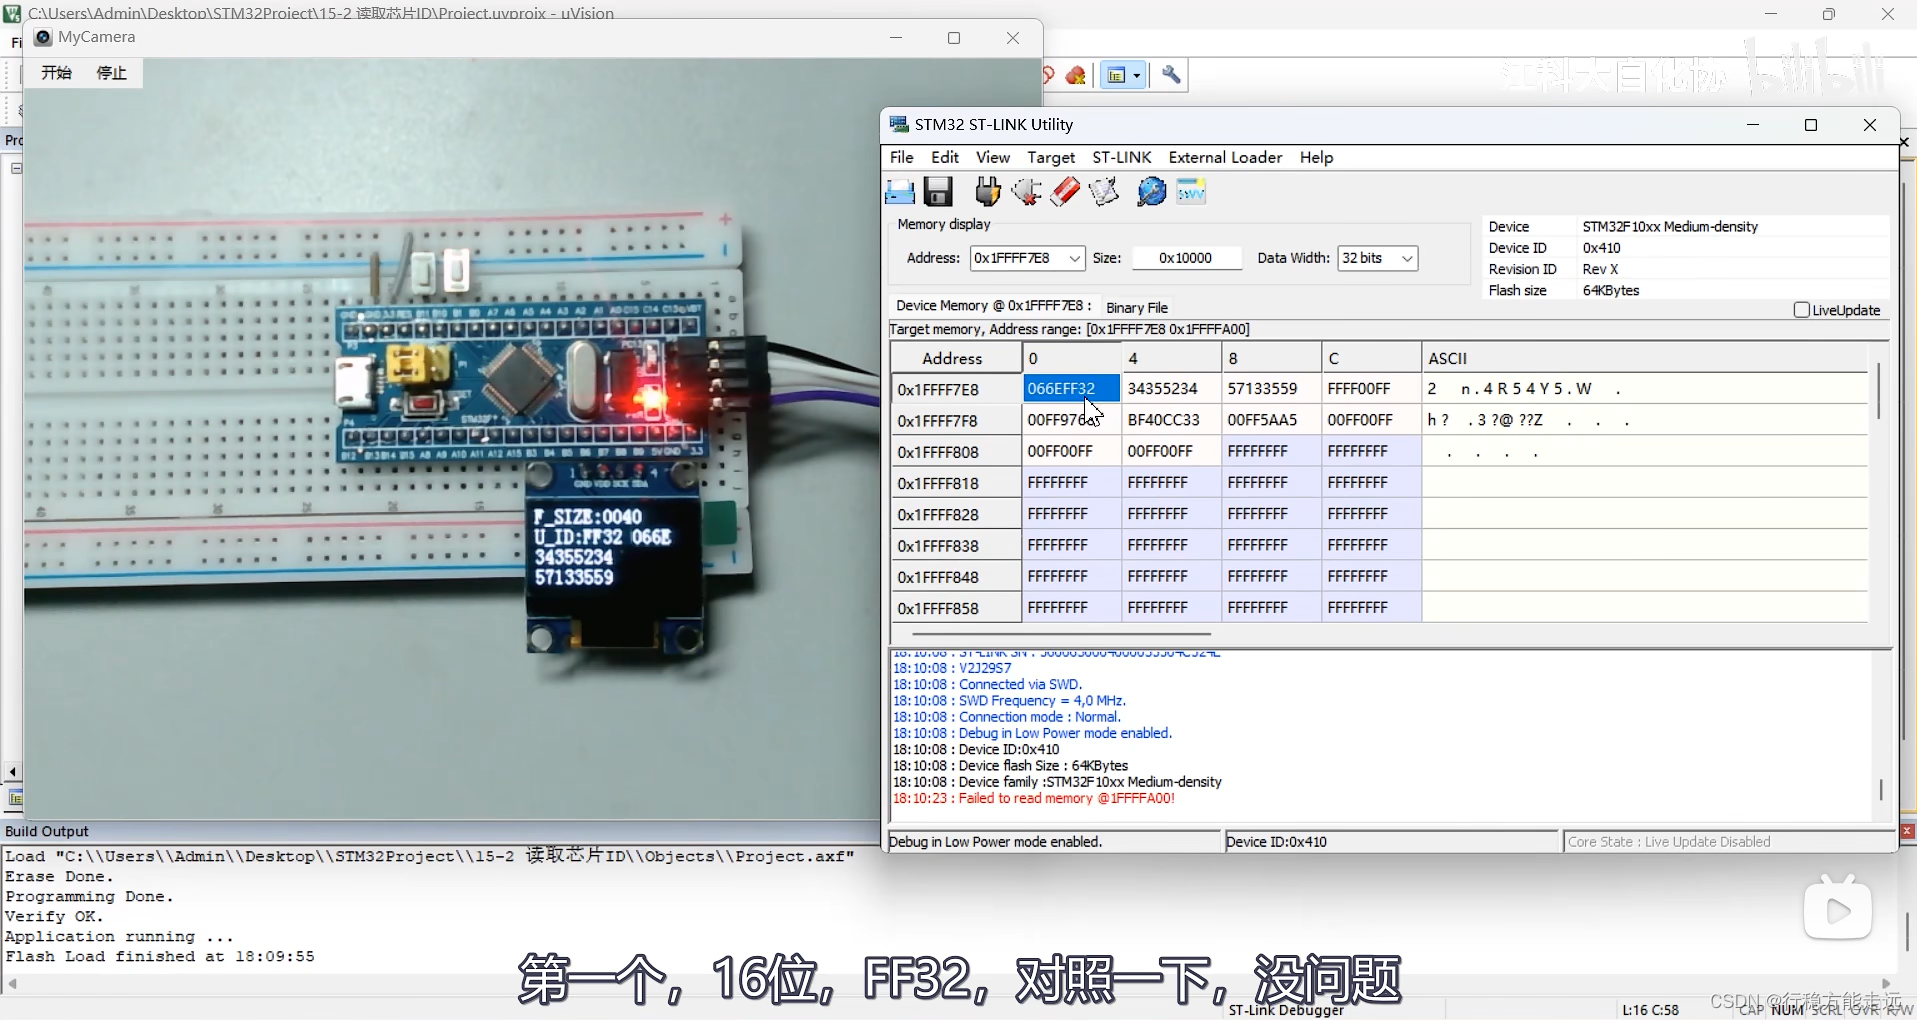 C:\Users\Admin\Desktop\STM32Project\15-2 读取芯片ID\Project.uvprojx - µVision
MyCamera
开始 停止
江科大自化协 bilibili
STM32 ST-LINK Utility
File Edit View Target ST-LINK External Loader Help
Memory display
Address: 0x1FFFF7E8 Size: 0x10000 Data Width: 32 bits
Device STM32F10xx Medium-density
Device ID 0x410
Revision ID Rev X
Flash size 64KBytes
LiveUpdate
Device Memory @ 0x1FFFF7E8 : Binary File
Target memory, Address range: [0x1FFFF7E8 0x1FFFFA00]
Address 0 4 8 C ASCII
0x1FFFF7E8 066EFF32 34355234 57133559 FFFF00FF 2 n.4R54Y5.W .
0x1FFFF7F8 00FF976 BF40CC33 00FF5AA5 00FF00FF h? .3?@ ??Z . . .
0x1FFFF808 00FF00FF 00FF00FF FFFFFFFF FFFFFFFF . . . .
0x1FFFF818 FFFFFFFF FFFFFFFF FFFFFFFF FFFFFFFF
0x1FFFF828 FFFFFFFF FFFFFFFF FFFFFFFF FFFFFFFF
0x1FFFF838 FFFFFFFF FFFFFFFF FFFFFFFF FFFFFFFF
0x1FFFF848 FFFFFFFF FFFFFFFF FFFFFFFF FFFFFFFF
0x1FFFF858 FFFFFFFF FFFFFFFF FFFFFFFF FFFFFFFF
F_SIZE:0040
U_ID:FF32 066E
34355234
57133559
18:10:08 : V2J29S7
18:10:08 : Connected via SWD.
18:10:08 : SWD Frequency = 4,0 MHz.
18:10:08 : Connection mode : Normal.
18:10:08 : Debug in Low Power mode enabled.
18:10:08 : Device ID:0x410
18:10:08 : Device flash Size : 64KBytes
18:10:08 : Device family :STM32F10xx Medium-density
18:10:23 : Failed to read memory @1FFFFA00!
Debug in Low Power mode enabled. Device ID:0x410 Core State : Live Update Disabled
Build Output
Load "C:\\Users\\Admin\\Desktop\\STM32Project\\15-2 读取芯片ID\\Objects\\Project.axf"
Erase Done.
Programming Done.
Verify OK.
Application running ...
Flash Load finished at 18:09:55
第一个，16位，FF32，对照一下，没问题
ST-Link Debugger L:16 C:58 CAP NUM SCRL OVR R/W
CSDN @行稳方能走远